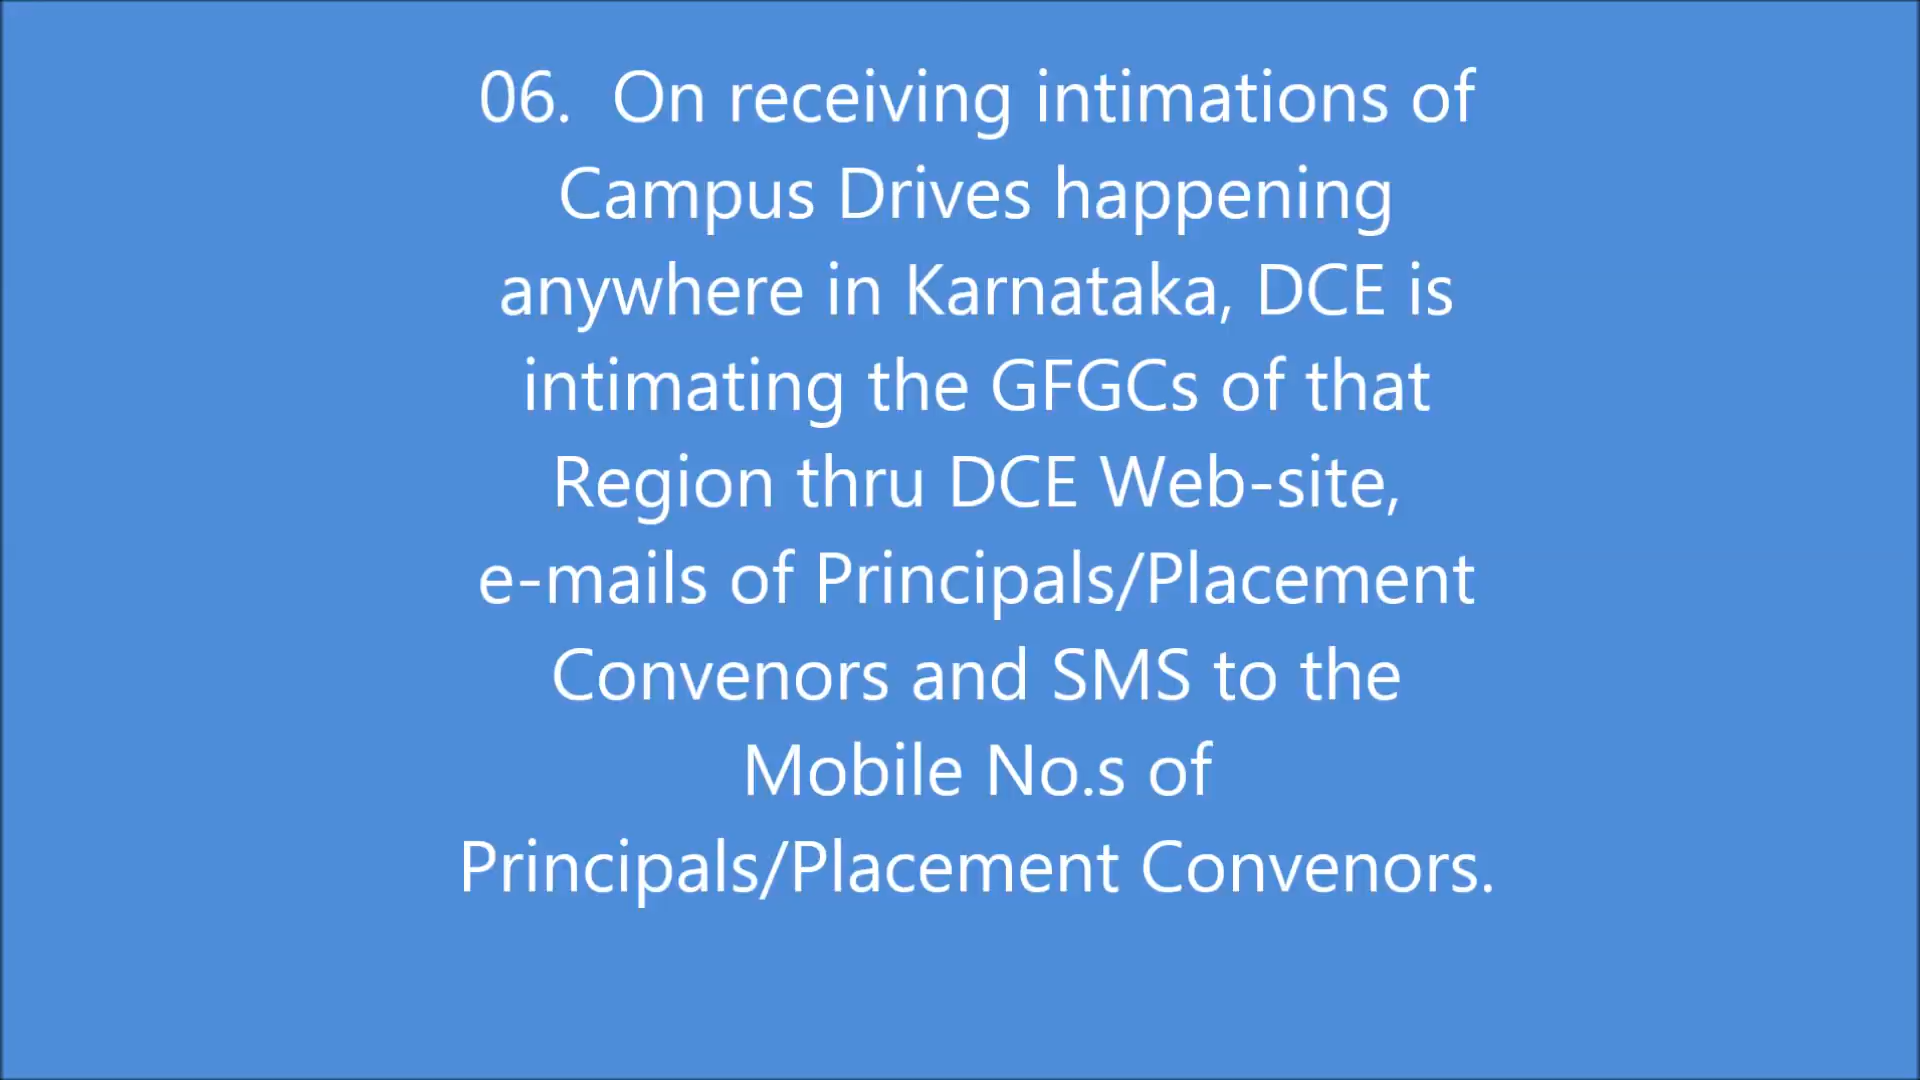 06.  On receiving intimations of
Campus Drives happening
anywhere in Karnataka, DCE is
intimating the GFGCs of that
Region thru DCE Web-site,
e-mails of Principals/Placement
Convenors and SMS to the
Mobile No.s of
Principals/Placement Convenors.